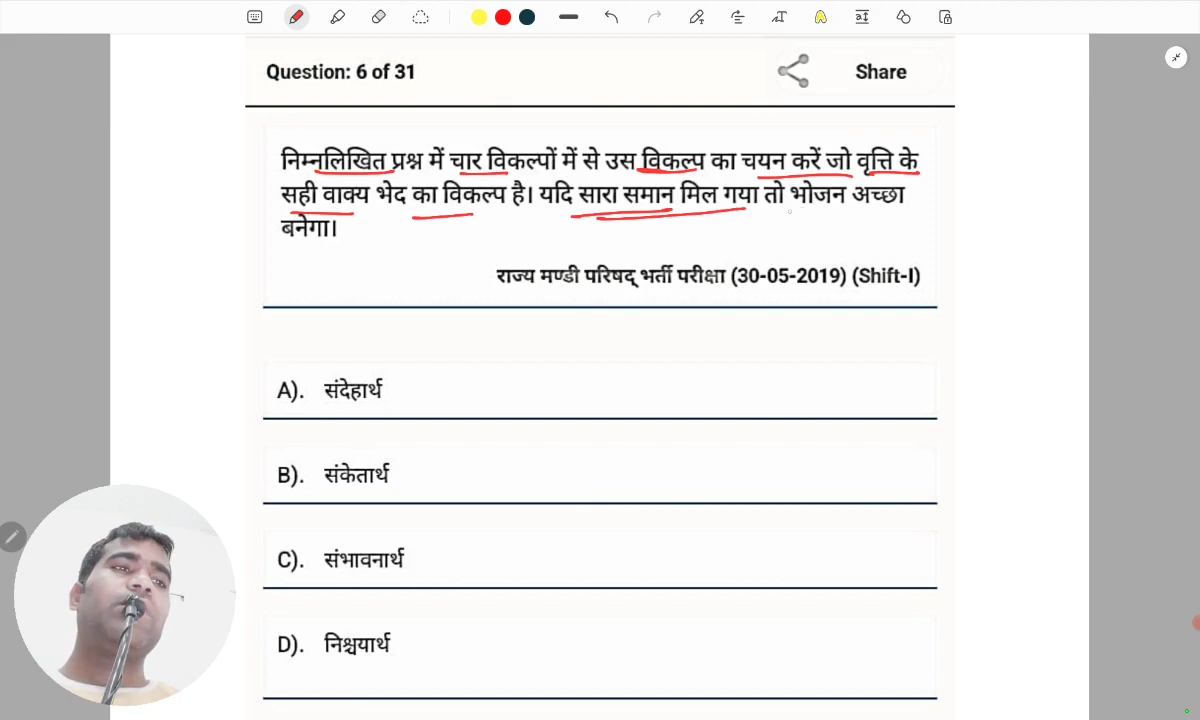 Question: 6 of 31
Share
निम्नलिखित प्रश्न में चार विकल्पों में से उस विकल्प का चयन करें जो वृत्ति के
सही वाक्य भेद का विकल्प है। यदि सारा समान मिल गया तो भोजन अच्छा
बनेगा।
राज्य मण्डी परिषद् भर्ती परीक्षा (30-05-2019) (Shift-I)
A). संदेहार्थ
B). संकेतार्थ
C). संभावनार्थ
D). निश्चयार्थ